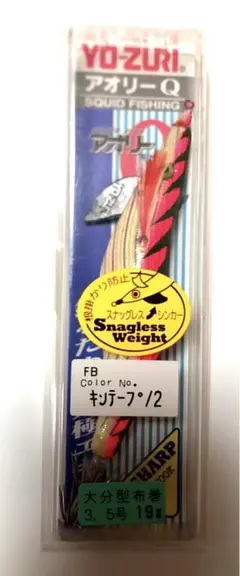 YO-ZURI®
アオリーQ
SQUID FISHING
アオリー
Q
根掛かり防止
スナッグレス シンカー
Snagless
Weight
FB
Color No.
ｷﾝﾃｰﾌﾟ/2
SHARP
大分型布巻
3.5号 19g